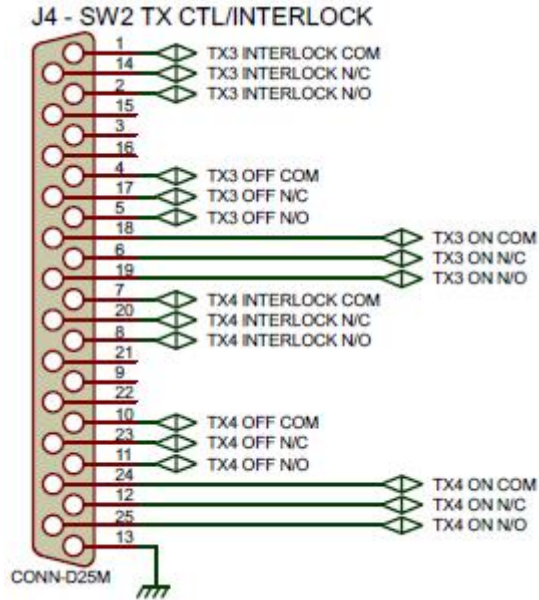 J4 - SW2 TX CTL/INTERLOCK
1 TX3 INTERLOCK COM
14 TX3 INTERLOCK N/C
2 TX3 INTERLOCK N/O
15
3
16
4 TX3 OFF COM
17 TX3 OFF N/C
5 TX3 OFF N/O
18 TX3 ON COM
6 TX3 ON N/C
19 TX3 ON N/O
7 TX4 INTERLOCK COM
20 TX4 INTERLOCK N/C
8 TX4 INTERLOCK N/O
21
9
22
10 TX4 OFF COM
23 TX4 OFF N/C
11 TX4 OFF N/O
24 TX4 ON COM
12 TX4 ON N/C
25 TX4 ON N/O
13
CONN-D25M